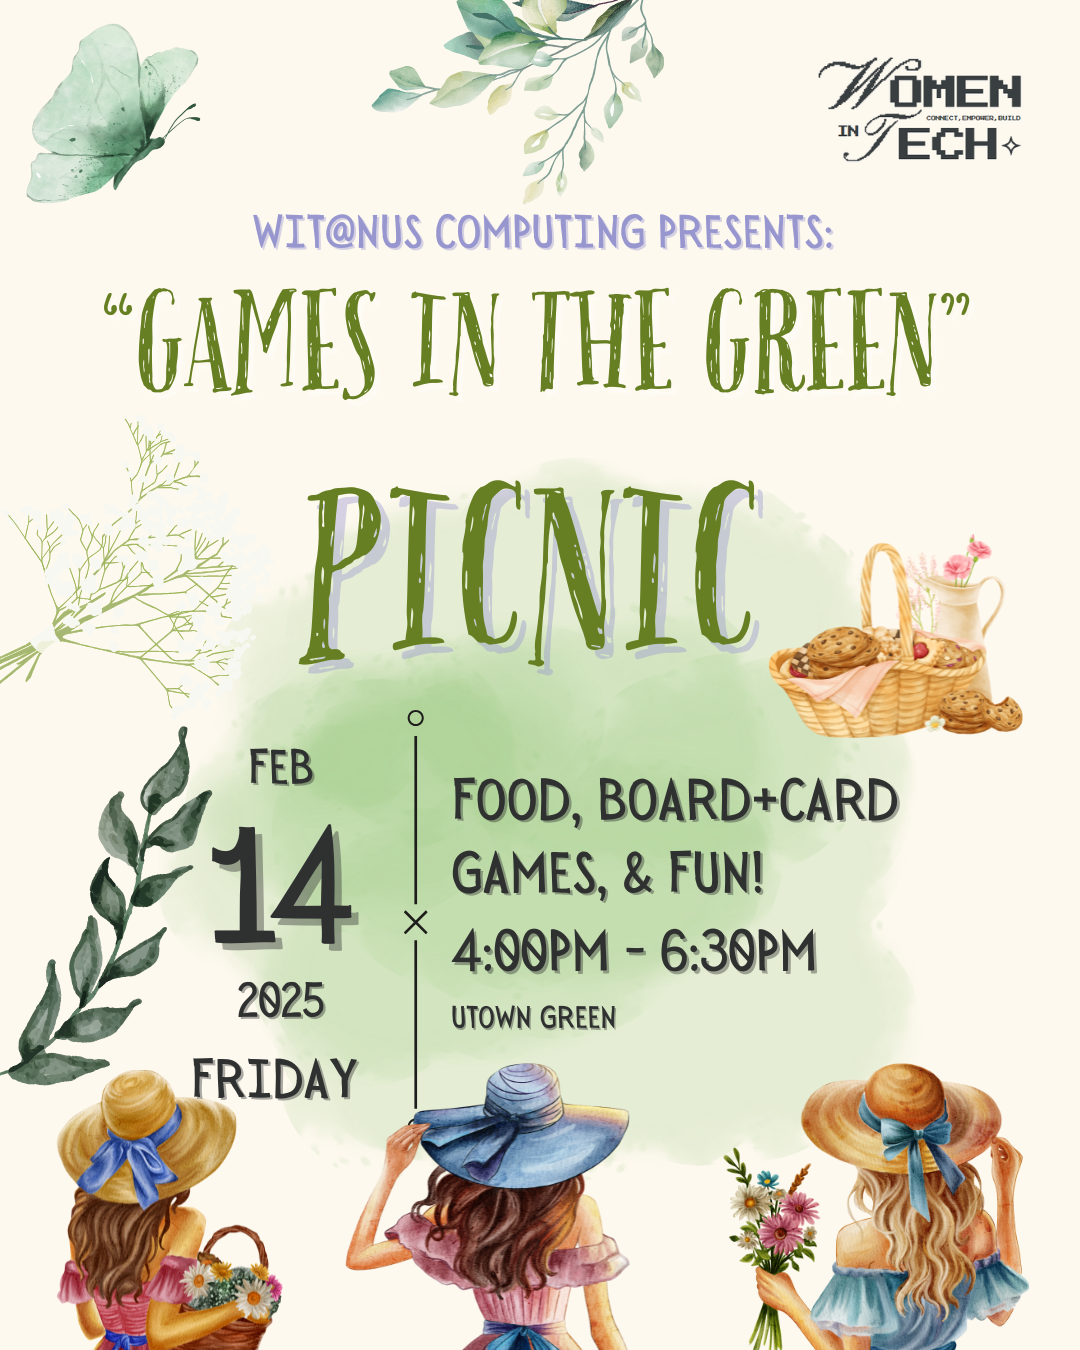 WOMEN
CONNECT, EMPOWER, BUILD
IN TECH
WIT@NUS COMPUTING PRESENTS:
“GAMES IN THE GREEN”
PICNIC
FEB
14
2025
FRIDAY
FOOD, BOARD+CARD
GAMES, & FUN!
4:00PM - 6:30PM
UTOWN GREEN